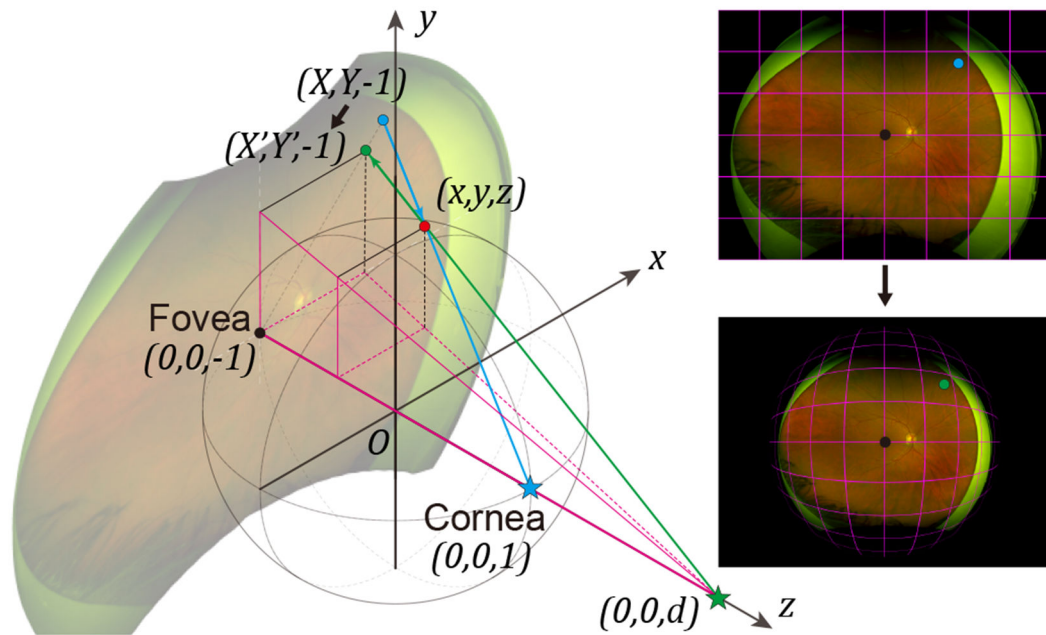 y
(X,Y,-1)
(X',Y',-1)
(x,y,z)
x
Fovea
(0,0,-1)
O
Cornea
(0,0,1)
(0,0,d)
z